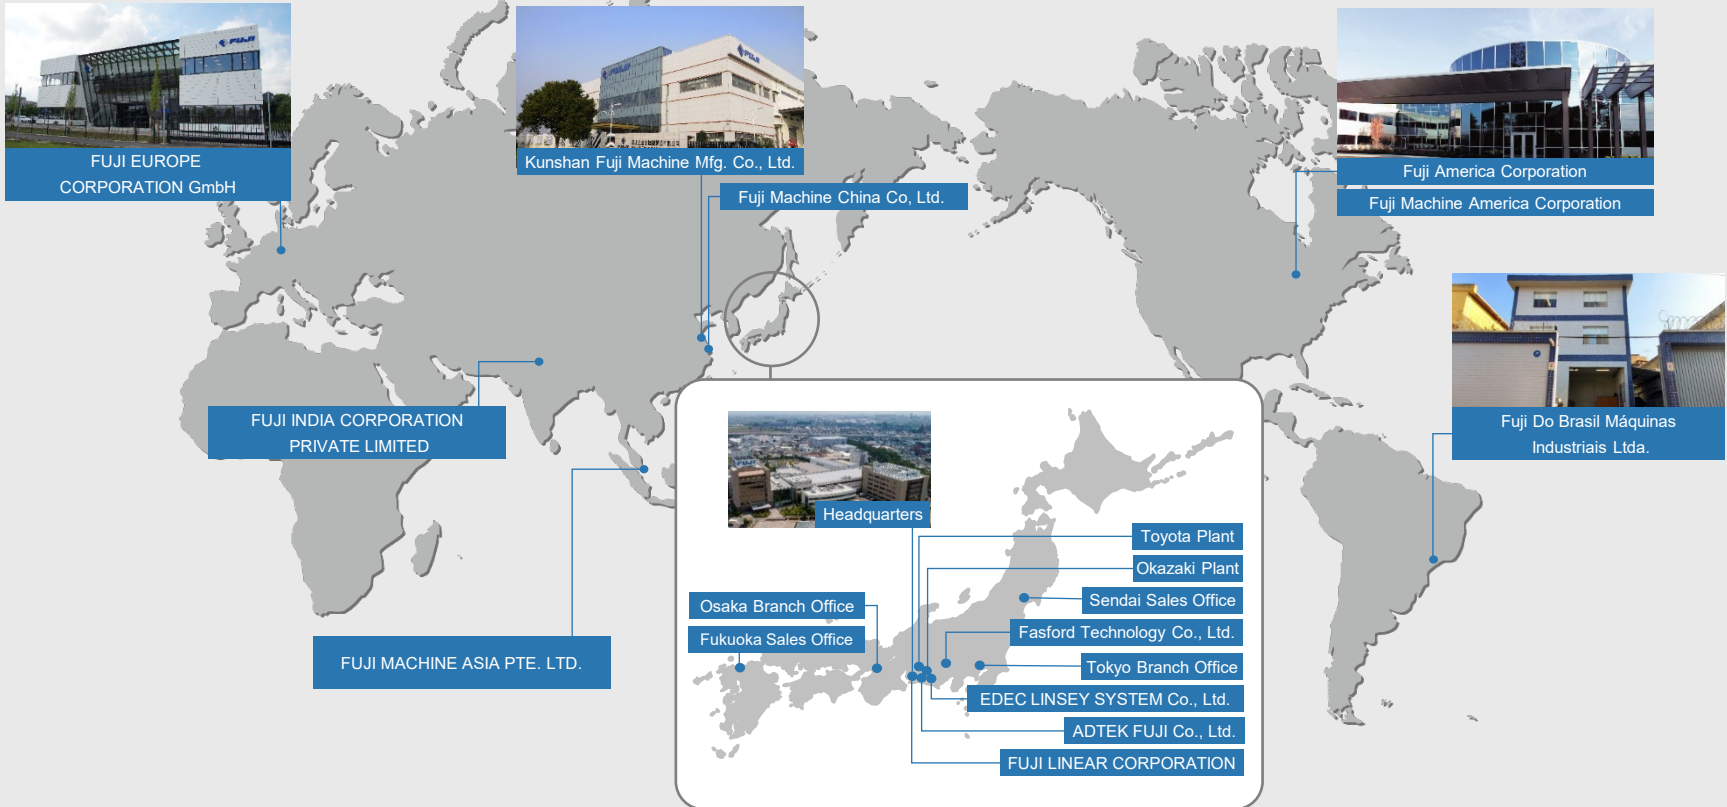 FUJI
FUJI EUROPE
CORPORATION GmbH
FUJI
FUJI
Kunshan Fuji Machine Mfg. Co., Ltd.
Fuji Machine China Co, Ltd.
Fuji America Corporation
Fuji Machine America Corporation
Fuji Do Brasil Máquinas
Industriais Ltda.
FUJI INDIA CORPORATION
PRIVATE LIMITED
FUJI MACHINE ASIA PTE. LTD.
Headquarters
Toyota Plant
Okazaki Plant
Sendai Sales Office
Osaka Branch Office
Fukuoka Sales Office
Fasford Technology Co., Ltd.
Tokyo Branch Office
EDEC LINSEY SYSTEM Co., Ltd.
ADTEK FUJI Co., Ltd.
FUJI LINEAR CORPORATION